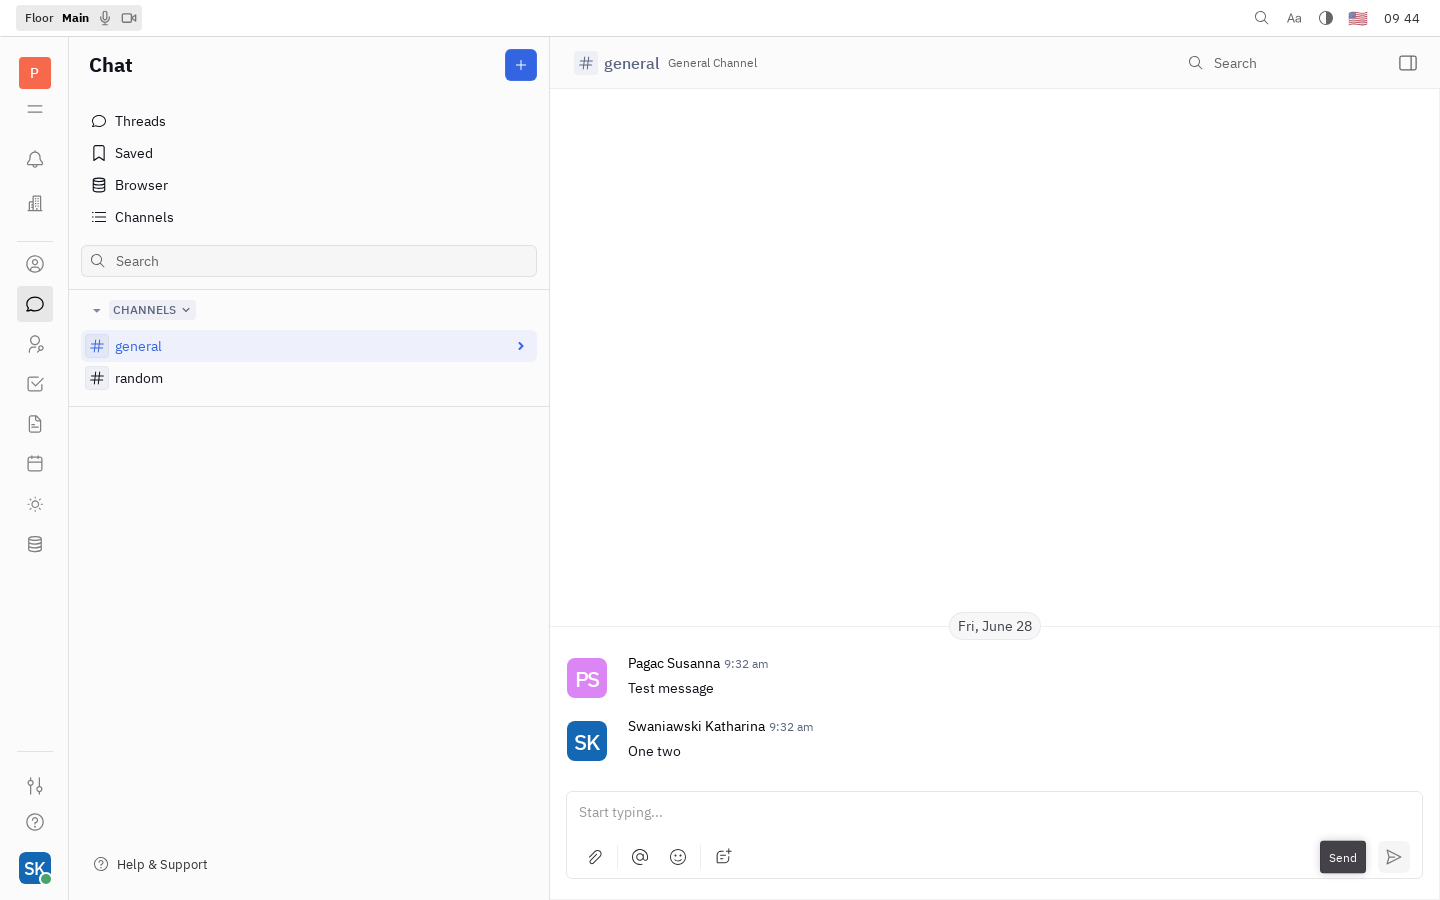 Floor Main
Aa
09 44
P
Chat
Threads
Saved
Browser
Channels
Search
CHANNELS
general
random
Help & Support
SK
general General Channel
Search
Fri, June 28
PS
Pagac Susanna 9:32 am
Test message
SK
Swaniawski Katharina 9:32 am
One two
Start typing...
Send